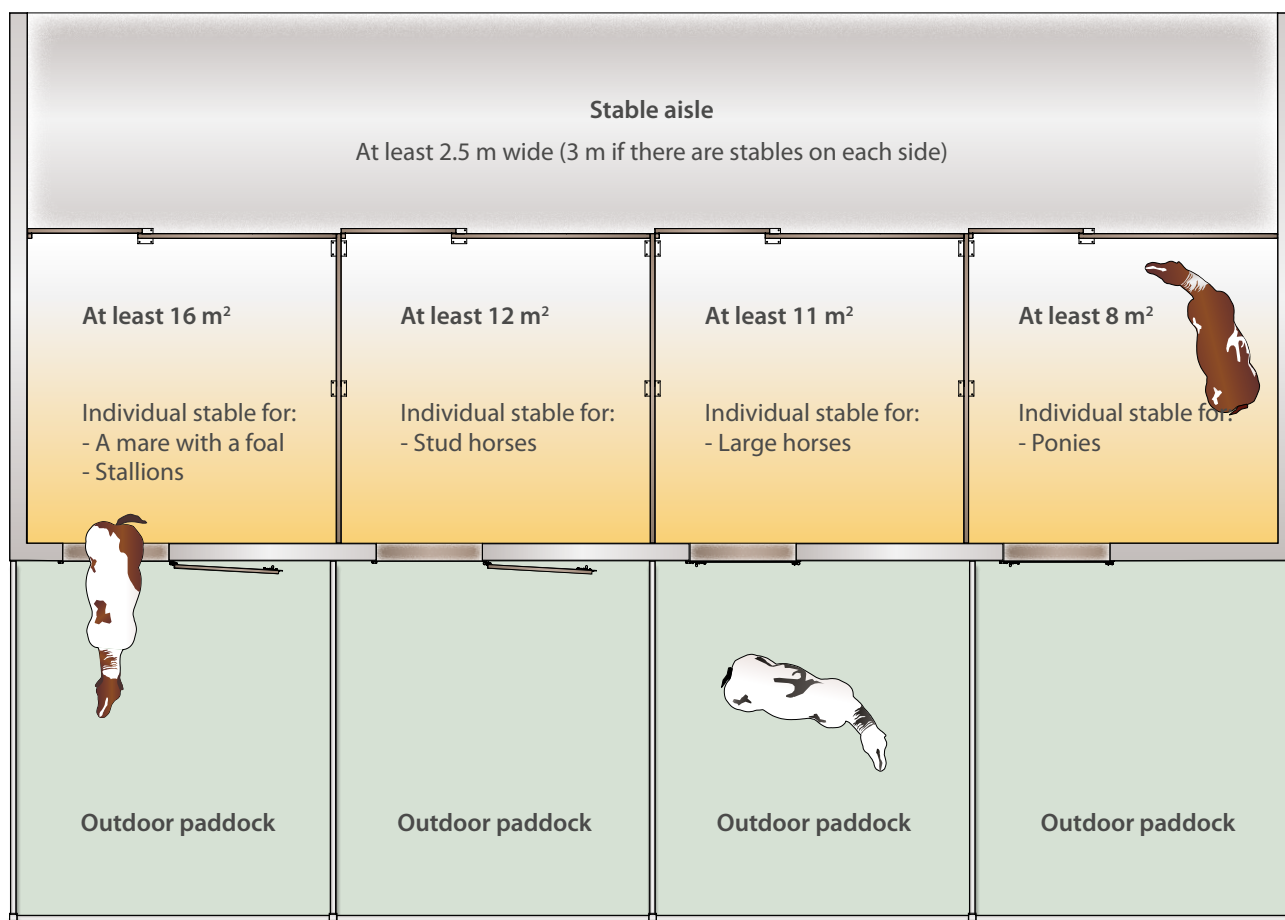 Stable aisle
At least 2.5 m wide (3 m if there are stables on each side)
At least 16 m²
Individual stable for:
- A mare with a foal
- Stallions
At least 12 m²
Individual stable for:
- Stud horses
At least 11 m²
Individual stable for:
- Large horses
At least 8 m²
Individual stable for:
- Ponies
Outdoor paddock
Outdoor paddock
Outdoor paddock
Outdoor paddock